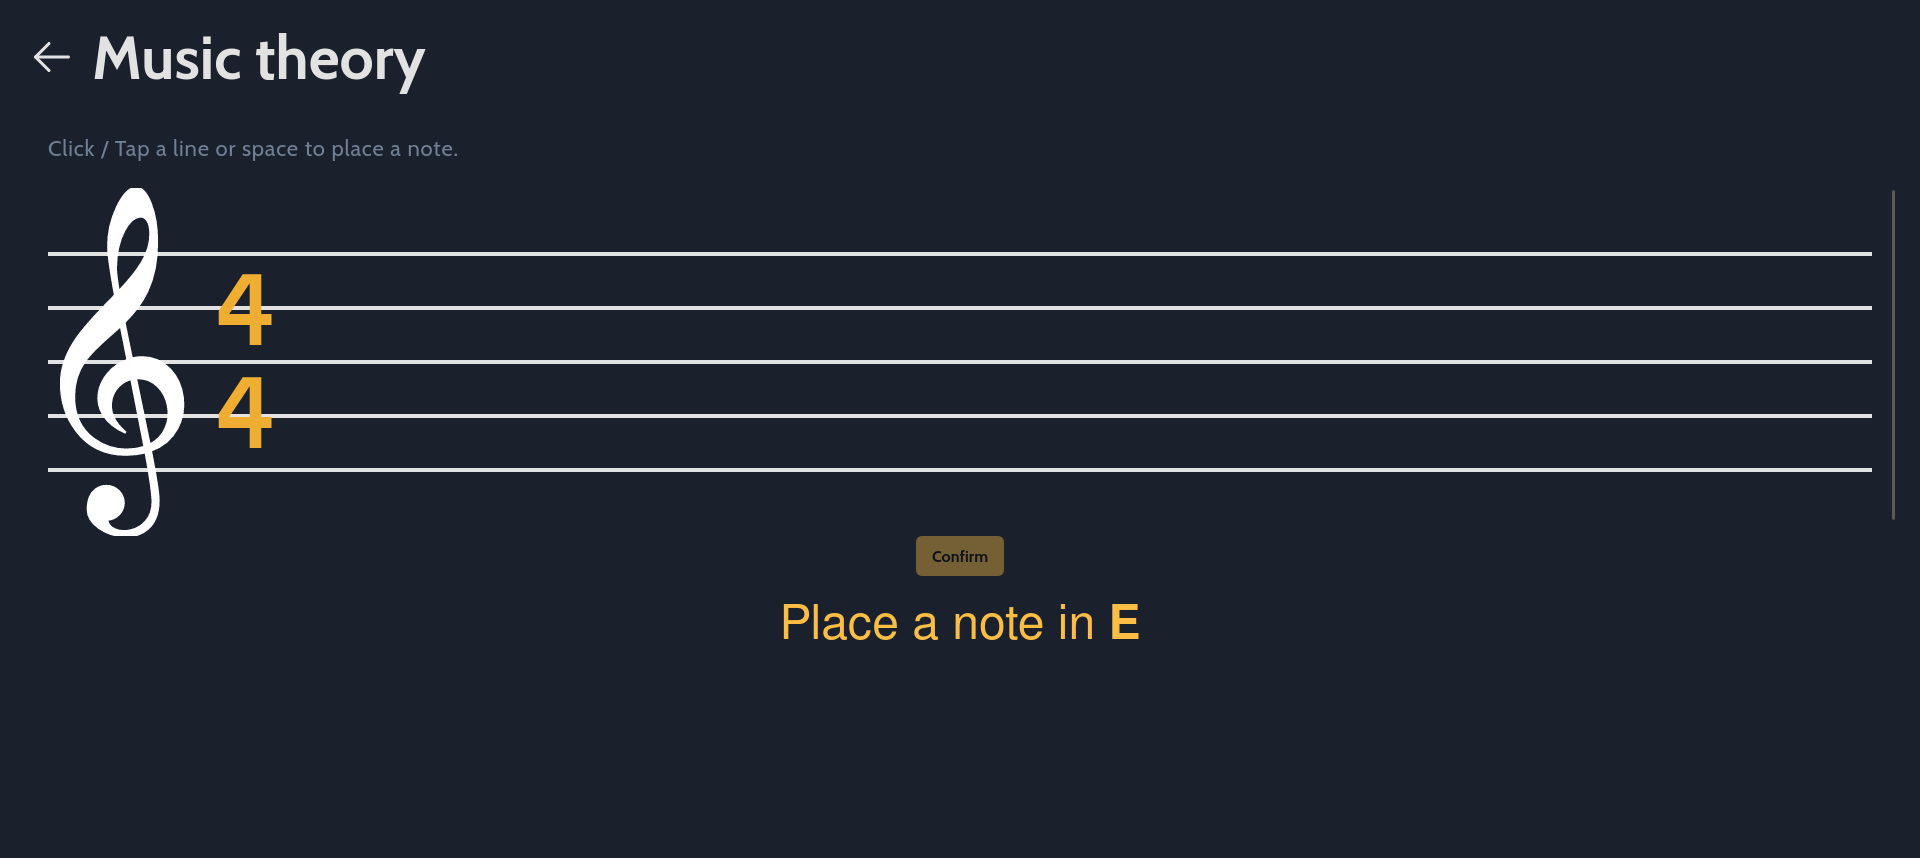 Music theory
Click / Tap a line or space to place a note.
4
4
Confirm
Place a note in E